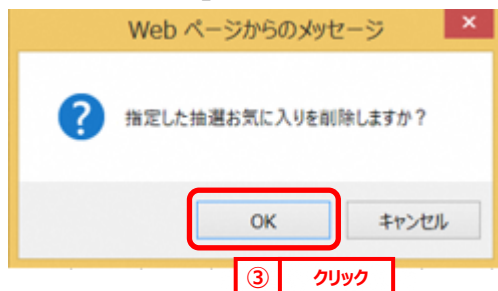 Web ページからのメッセージ
×
?
指定した抽選お気に入りを削除しますか？
OK キャンセル
③ クリック